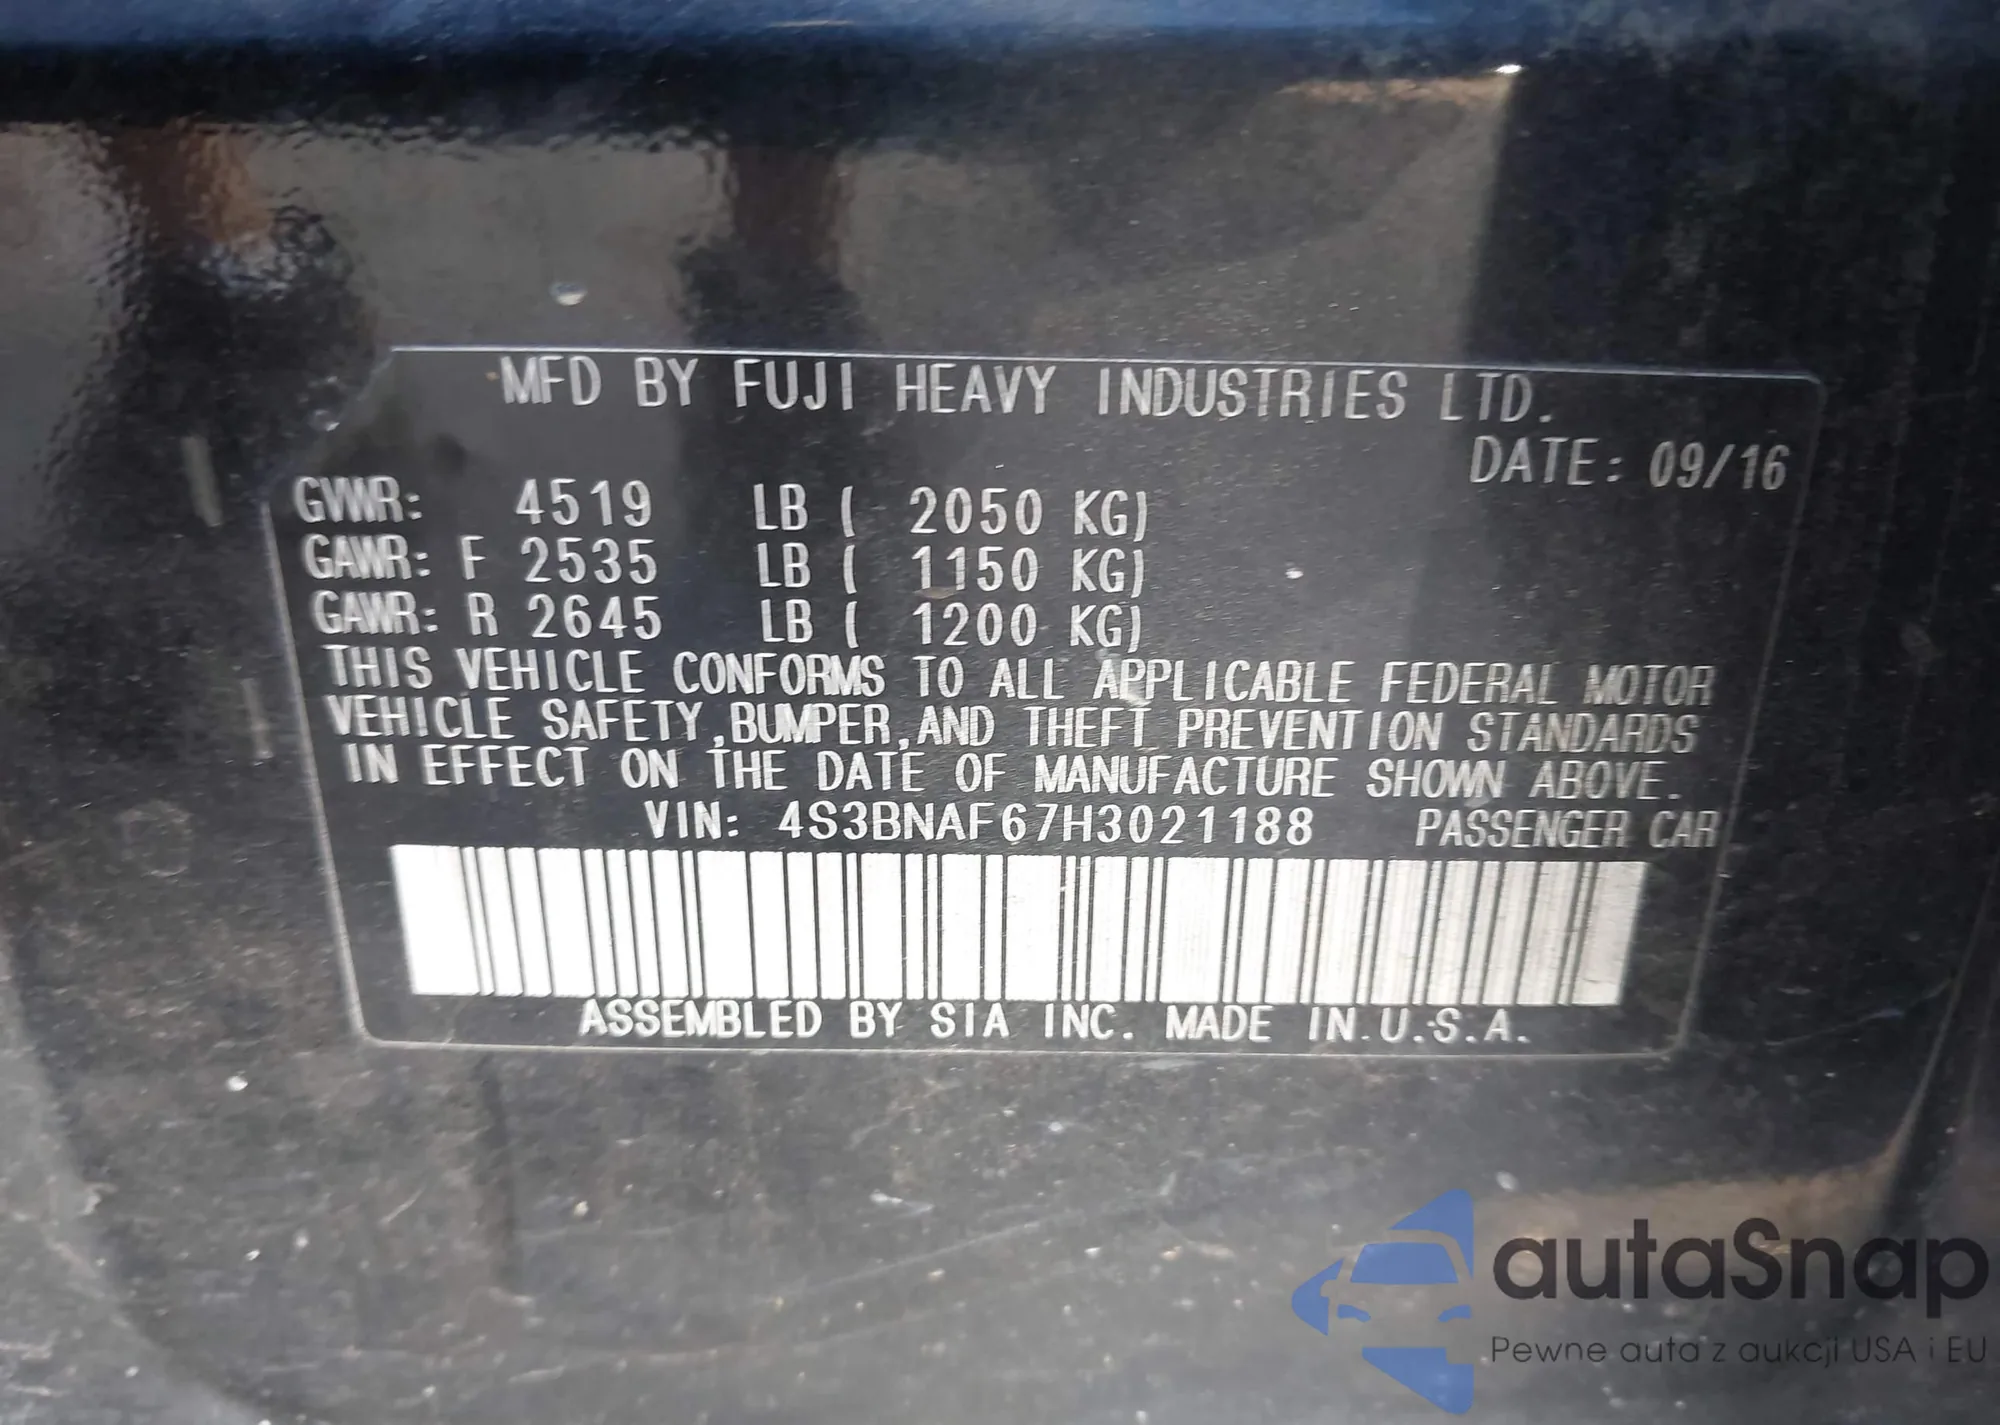 MFD BY FUJI HEAVY INDUSTRIES LTD.
DATE: 09/16
GVWR: 4519 LB ( 2050 KG)
GAWR: F 2535 LB ( 1150 KG)
GAWR: R 2645 LB ( 1200 KG)
THIS VEHICLE CONFORMS TO ALL APPLICABLE FEDERAL MOTOR
VEHICLE SAFETY,BUMPER,AND THEFT PREVENTION STANDARDS
IN EFFECT ON THE DATE OF MANUFACTURE SHOWN ABOVE.
VIN: 4S3BNAF67H3021188 PASSENGER CAR
ASSEMBLED BY SIA INC. MADE IN U.S.A.
autaSnap
Pewne auta z aukcji USA i EU